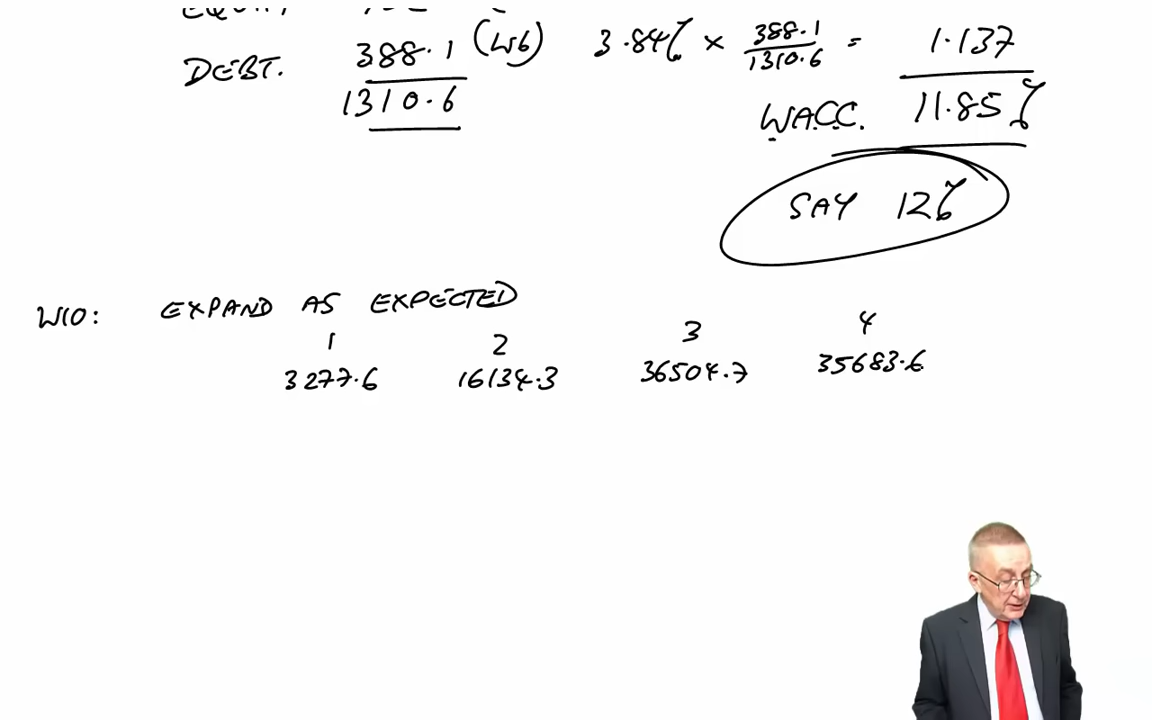 DEBT. 388.1 (W6) 3.84% × 388.1/1310.6 = 1.137
1310.6
WACC. 11.85%
SAY 12%
W10: EXPAND AS EXPECTED
1 2 3 4
3277.6 16134.3 36504.7 35683.6